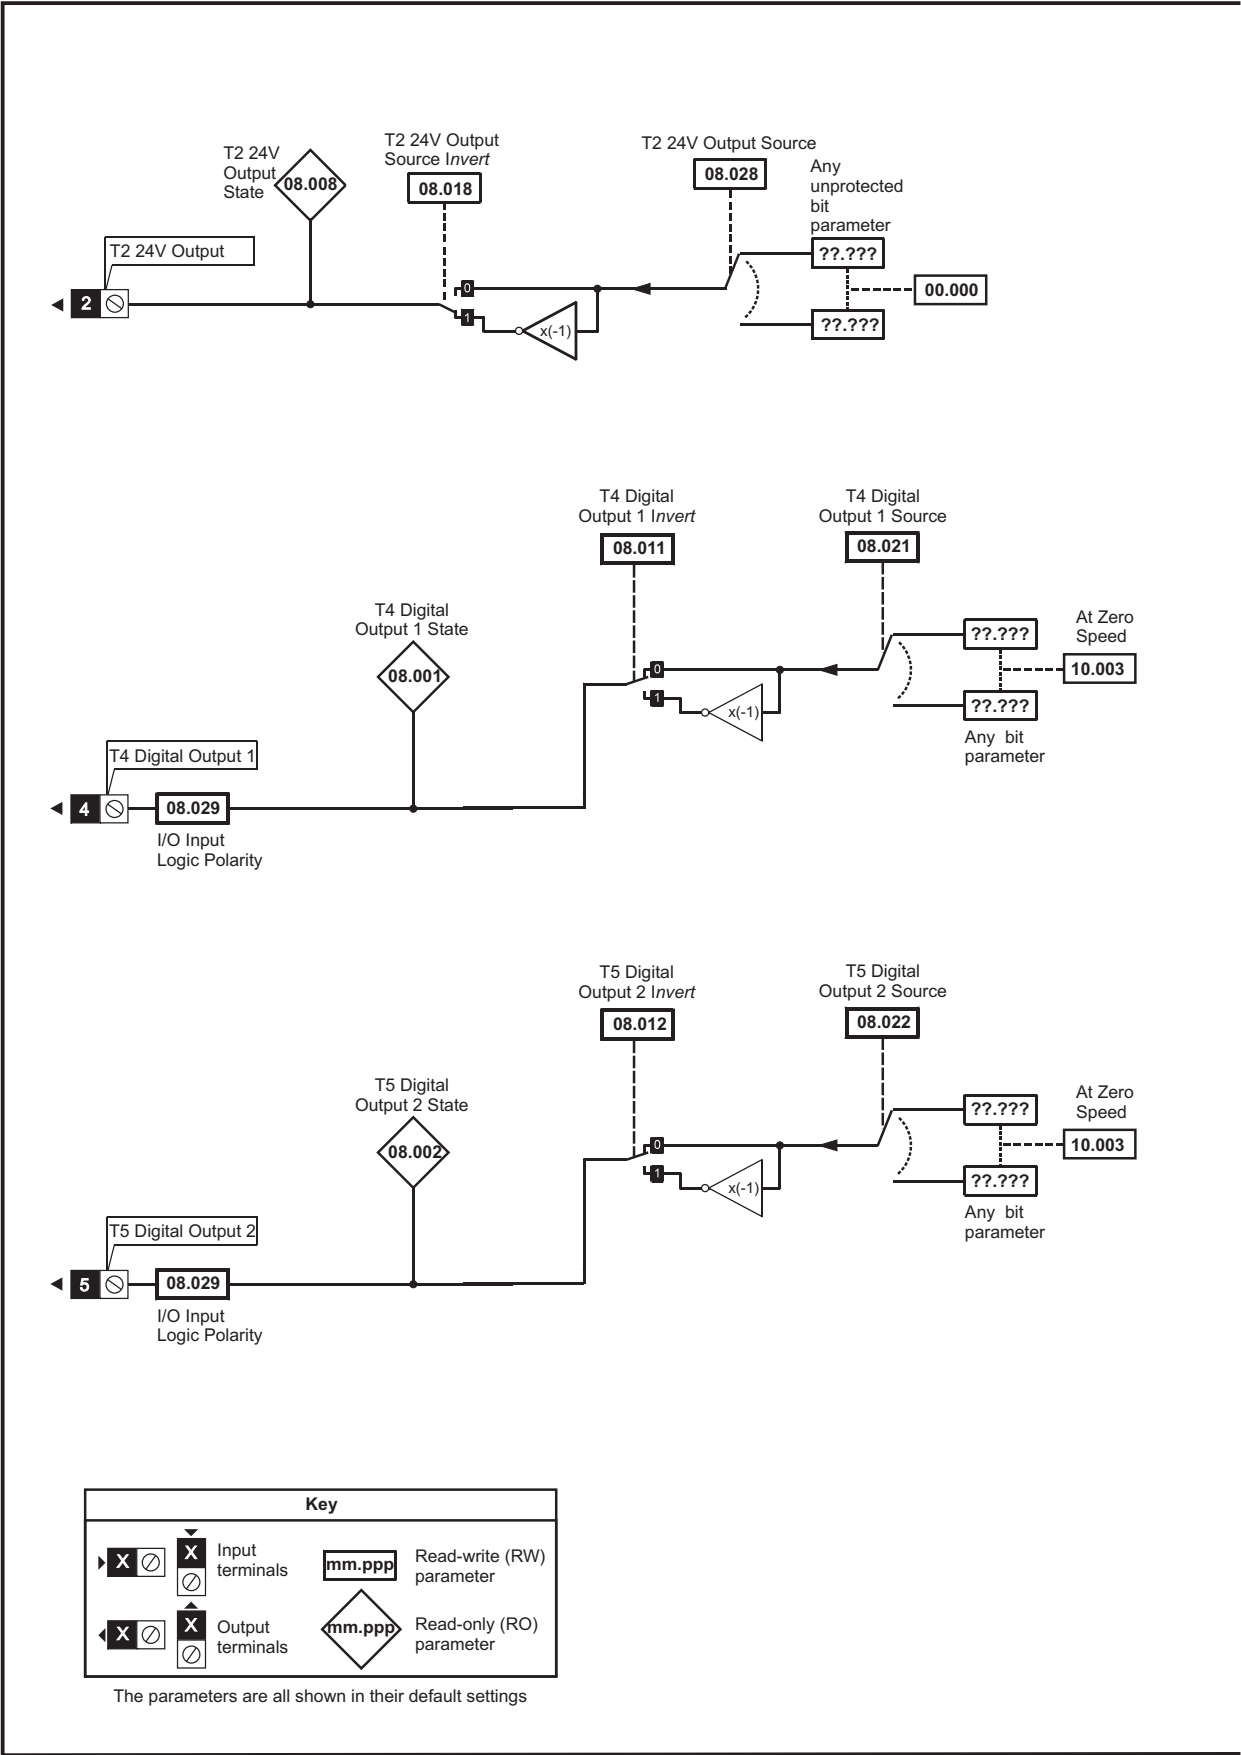 T2 24V
Output
State
08.008
T2 24V Output
Source Invert
08.018
T2 24V Output Source
08.028
Any
unprotected
bit
parameter
??.???
??.???
00.000
T2 24V Output
2
0
1
x(-1)
T4 Digital
Output 1 Invert
08.011
T4 Digital
Output 1 Source
08.021
T4 Digital
Output 1 State
08.001
0
1
x(-1)
??.???
??.???
At Zero
Speed
10.003
Any bit
parameter
T4 Digital Output 1
4
08.029
I/O Input
Logic Polarity
T5 Digital
Output 2 Invert
08.012
T5 Digital
Output 2 Source
08.022
T5 Digital
Output 2 State
08.002
0
1
x(-1)
??.???
??.???
At Zero
Speed
10.003
Any bit
parameter
T5 Digital Output 2
5
08.029
I/O Input
Logic Polarity
Key
X
X
Input
terminals
mm.ppp
Read-write (RW)
parameter
X
X
Output
terminals
mm.ppp
Read-only (RO)
parameter
The parameters are all shown in their default settings